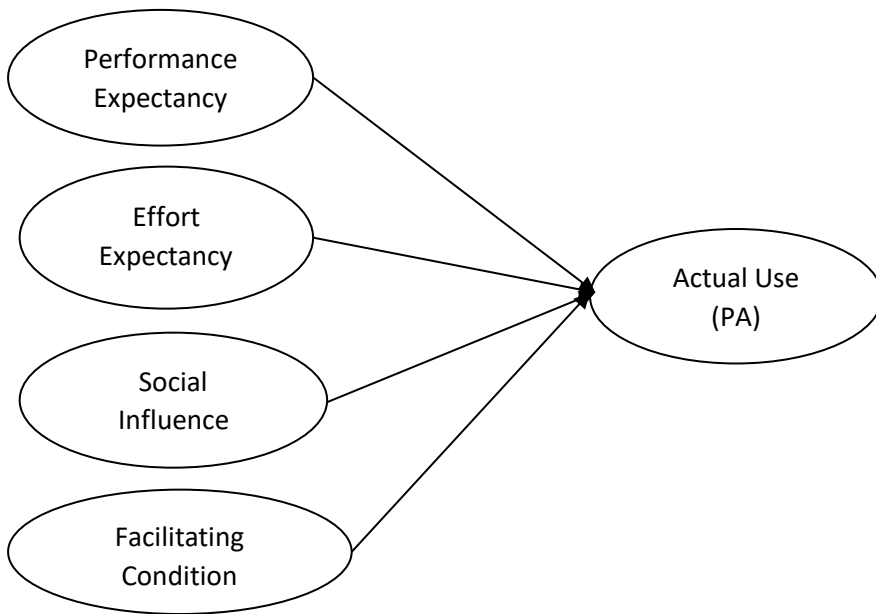 Performance
Expectancy
Effort
Expectancy
Social
Influence
Facilitating
Condition
Actual Use
(PA)